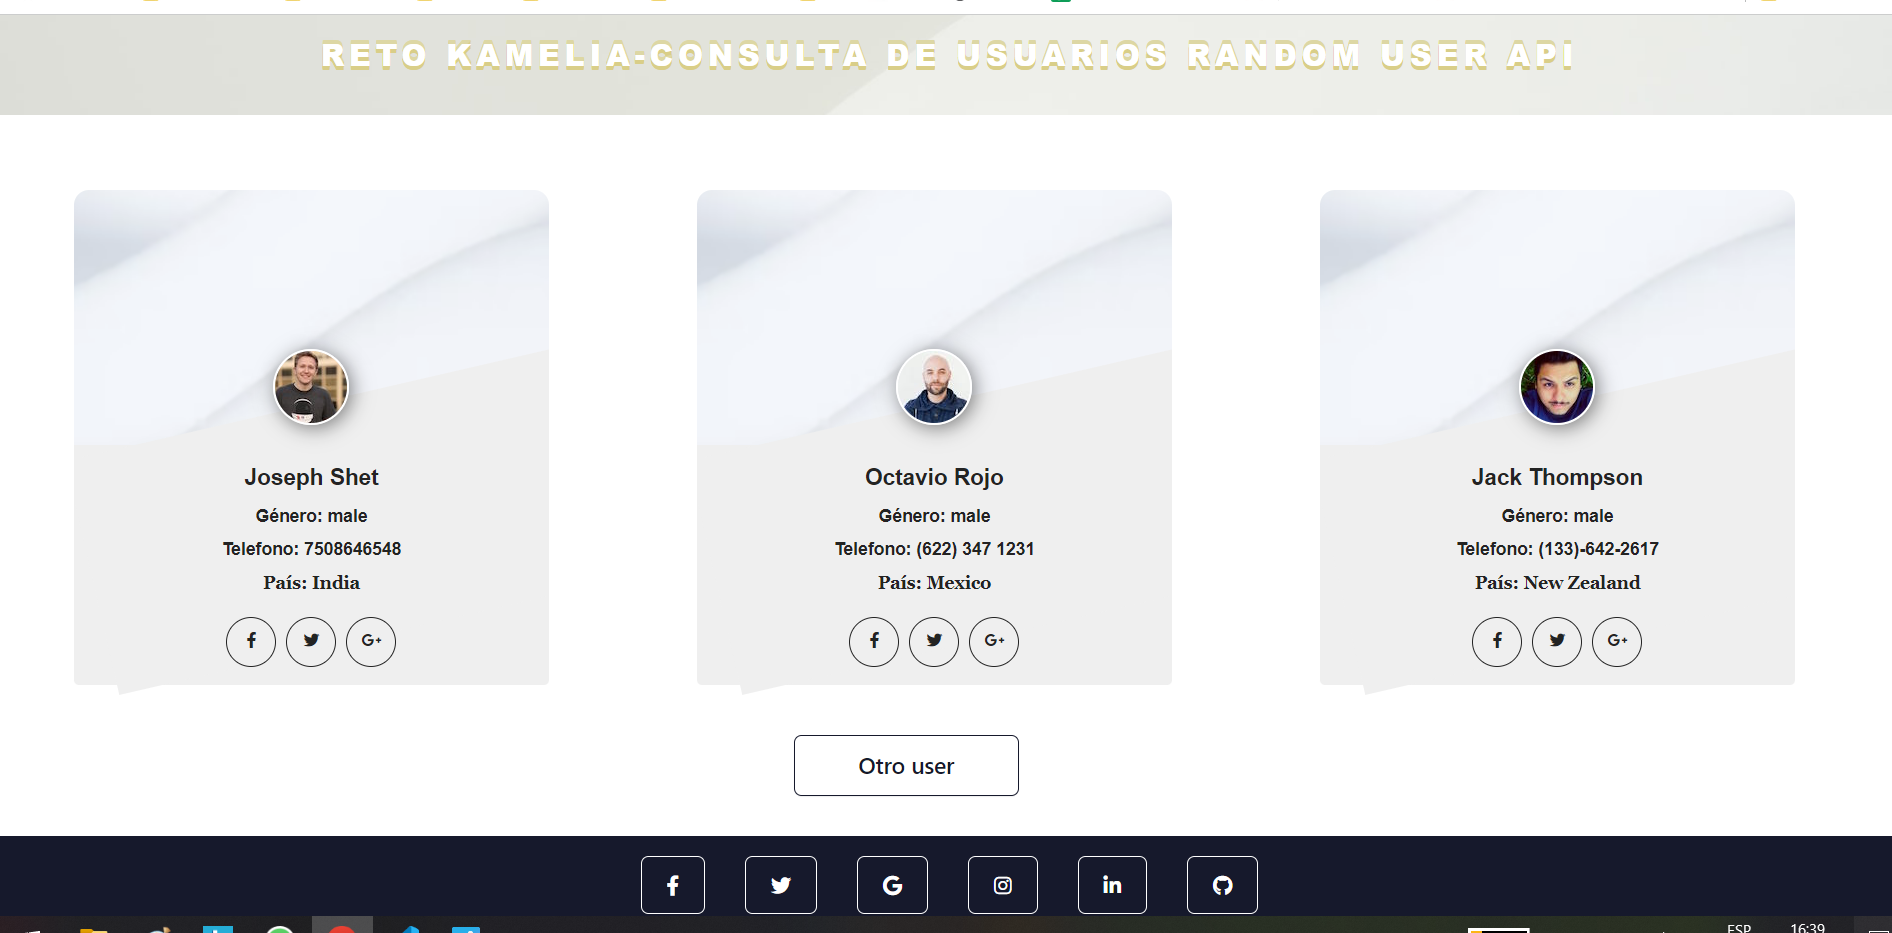 RETO KAMELIA-CONSULTA DE USUARIOS RANDOM USER API
Joseph Shet
Género: male
Telefono: 7508646548
País: India
G+
Octavio Rojo
Género: male
Telefono: (622) 347 1231
País: Mexico
G+
Jack Thompson
Género: male
Telefono: (133)-642-2617
País: New Zealand
G+
Otro user
ESP
16:39